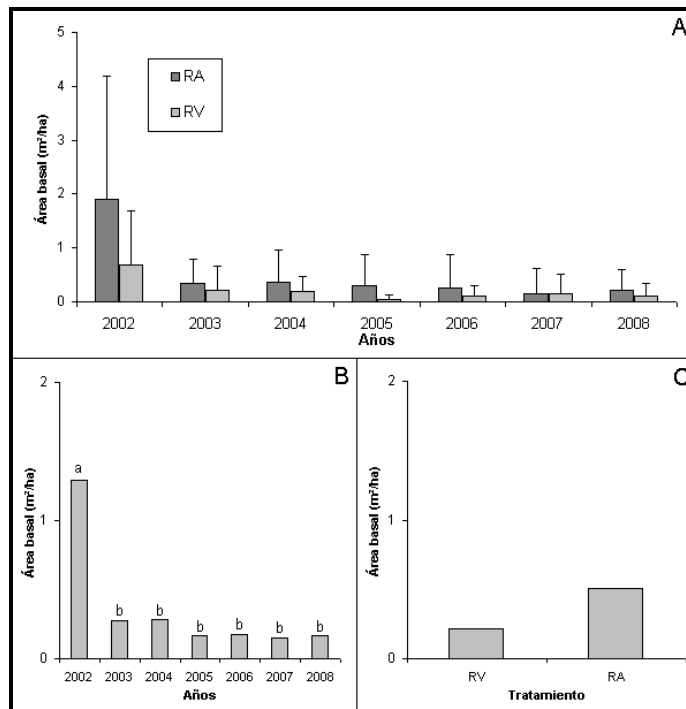 A
5
4
3
2
1
0
Área basal (m²/ha)
RA
RV
2002 2003 2004 2005 2006 2007 2008
Años
B
2
1
0
Área basal (m²/ha)
a
b b b b b b
2002 2003 2004 2005 2006 2007 2008
Años
C
2
1
0
Área basal (m²/ha)
RV RA
Tratamiento